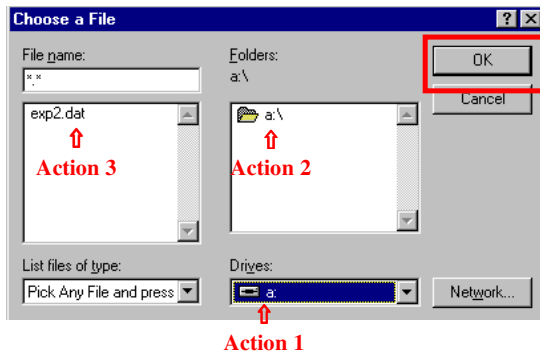 Choose a File
File name:
*.*
exp2.dat
Action 3
List files of type:
Pick Any File and press
Folders:
a:\
a:\
Action 2
Drives:
a:
Action 1
OK
Cancel
Network...